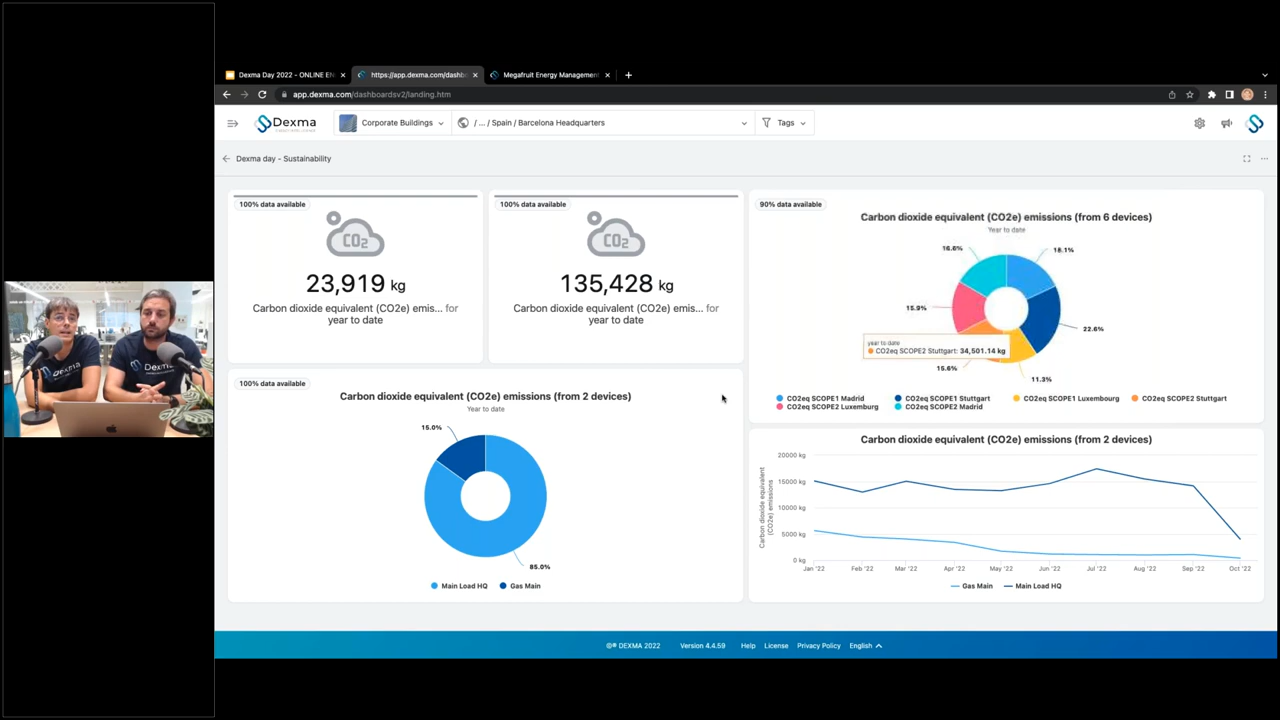 Dexma Day 2022 - ONLINE EN
https://app.dexma.com/dashb
Megafruit Energy Management
app.dexma.com/dashboardsv2/landing.htm
Dexma
Corporate Buildings
/ ... / Spain / Barcelona Headquarters
Tags
Dexma day - Sustainability
100% data available
CO2
23,919 kg
Carbon dioxide equivalent (CO2e) emis... for
year to date
100% data available
CO2
135,428 kg
Carbon dioxide equivalent (CO2e) emis... for
year to date
90% data available
Carbon dioxide equivalent (CO2e) emissions (from 6 devices)
Year to date
16.6%
18.1%
15.9%
22.6%
year to date
CO2eq SCOPE2 Stuttgart: 34,501.14 kg
15.6%
11.3%
CO2eq SCOPE1 Madrid
CO2eq SCOPE1 Stuttgart
CO2eq SCOPE1 Luxembourg
CO2eq SCOPE2 Stuttgart
CO2eq SCOPE2 Luxemburg
CO2eq SCOPE2 Madrid
100% data available
Carbon dioxide equivalent (CO2e) emissions (from 2 devices)
Year to date
15.0%
85.0%
Main Load HQ
Gas Main
Carbon dioxide equivalent (CO2e) emissions (from 2 devices)
Carbon dioxide equivalent
(CO2e) emissions
20000 kg
15000 kg
10000 kg
5000 kg
0 kg
Jan '22
Feb '22
Mar '22
Apr '22
May '22
Jun '22
Jul '22
Aug '22
Sep '22
Oct '22
Gas Main
Main Load HQ
©® DEXMA 2022
Version 4.4.59
Help
License
Privacy Policy
English
Dexma
Dexma